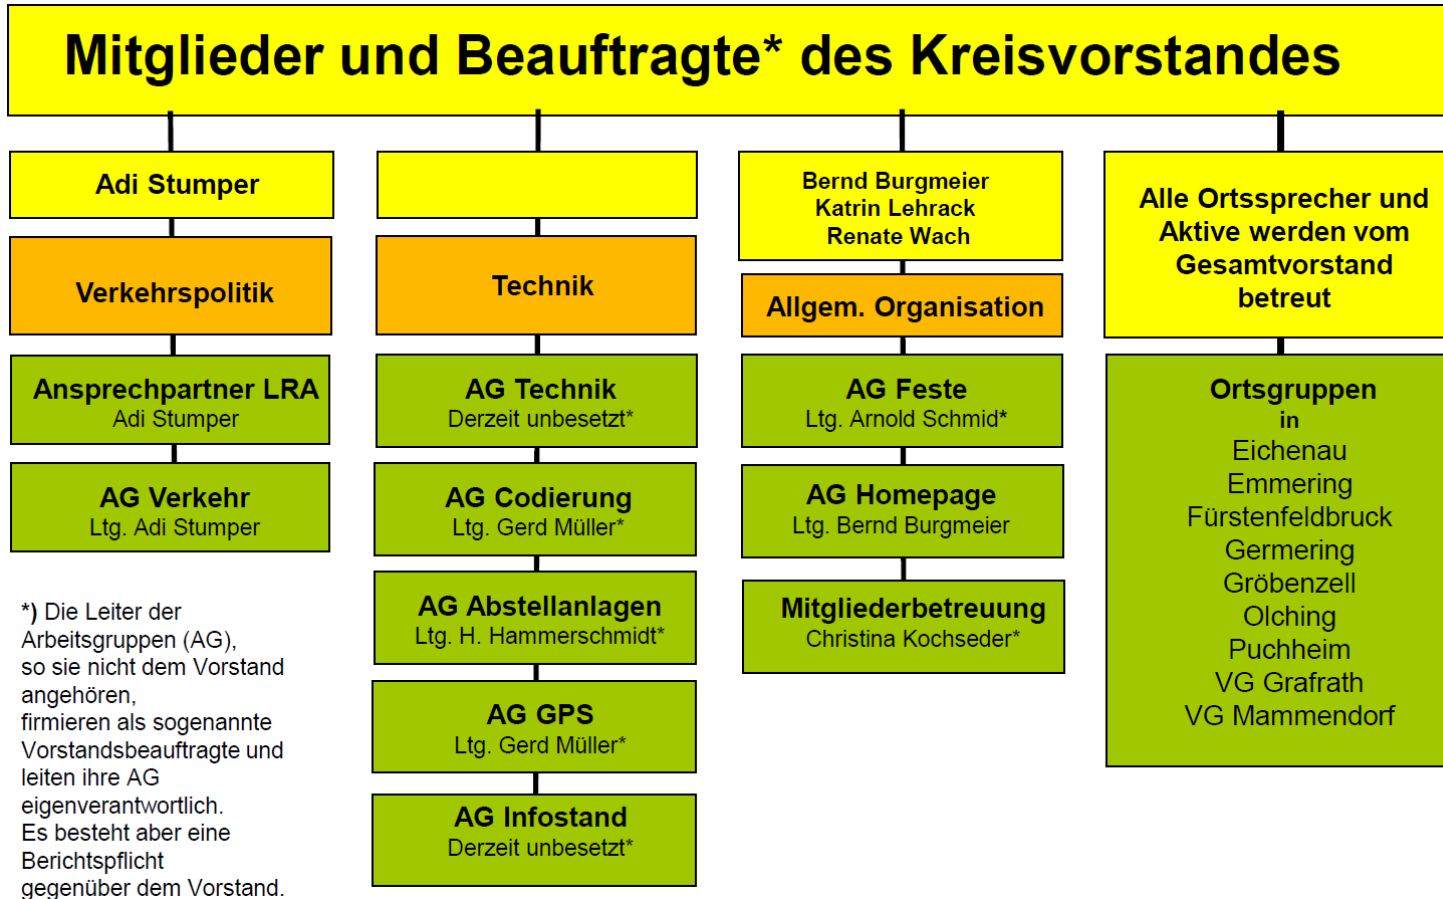 Mitglieder und Beauftragte* des Kreisvorstandes
Adi Stumper
Verkehrspolitik
Ansprechpartner LRA
Adi Stumper
AG Verkehr
Ltg. Adi Stumper
*) Die Leiter der
Arbeitsgruppen (AG),
so sie nicht dem Vorstand
angehören,
firmieren als sogenannte
Vorstandsbeauftragte und
leiten ihre AG
eigenverantwortlich.
Es besteht aber eine
Berichtspflicht
gegenüber dem Vorstand.
Technik
AG Technik
Derzeit unbesetzt*
AG Codierung
Ltg. Gerd Müller*
AG Abstellanlagen
Ltg. H. Hammerschmidt*
AG GPS
Ltg. Gerd Müller*
AG Infostand
Derzeit unbesetzt*
Bernd Burgmeier
Katrin Lehrack
Renate Wach
Allgem. Organisation
AG Feste
Ltg. Arnold Schmid*
AG Homepage
Ltg. Bernd Burgmeier
Mitgliederbetreuung
Christina Kochseder*
Alle Ortssprecher und
Aktive werden vom
Gesamtvorstand
betreut
Ortsgruppen
in
Eichenau
Emmering
Fürstenfeldbruck
Germering
Gröbenzell
Olching
Puchheim
VG Grafrath
VG Mammendorf